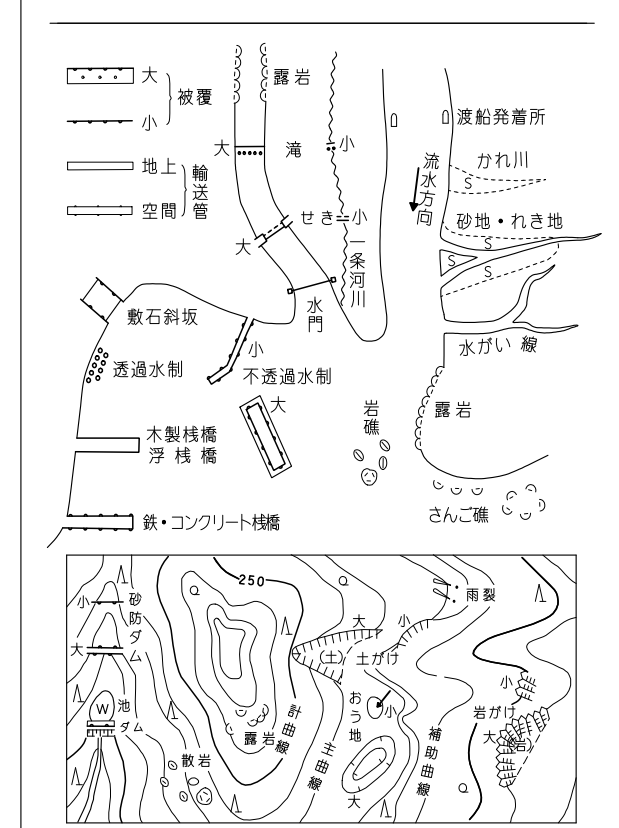 大
小
被覆
地上
空間
輸送管
露岩
大
滝
小
せき
小
大
一条河川
水門
渡船発着所
流水方向
かれ川
S
砂地・れき地
S
S
S
水がい線
露岩
敷石斜坂
透過水制
小
不透過水制
大
岩礁
木製桟橋
浮桟橋
さんご礁
鉄・コンクリート桟橋
250
Q
Q
雨裂
小
砂防ダム
大
大
小
(土)
土がけ
W
池
ダム
露岩
計曲線
主曲線
おう地
小
大
補助曲線
小
岩がけ
大
(岩)
散岩
Q